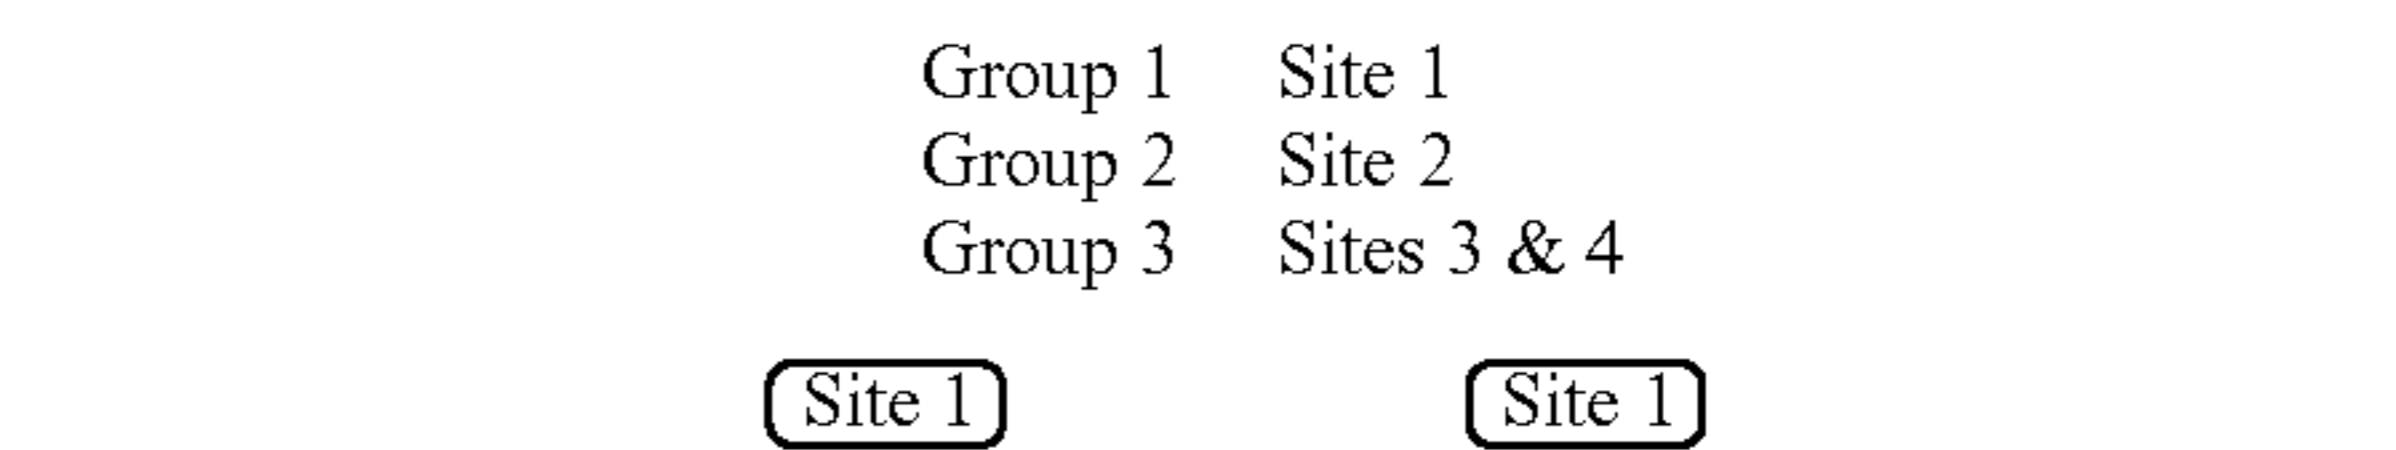 Group 1 Site 1
Group 2 Site 2
Group 3 Sites 3 & 4
Site 1 Site 1